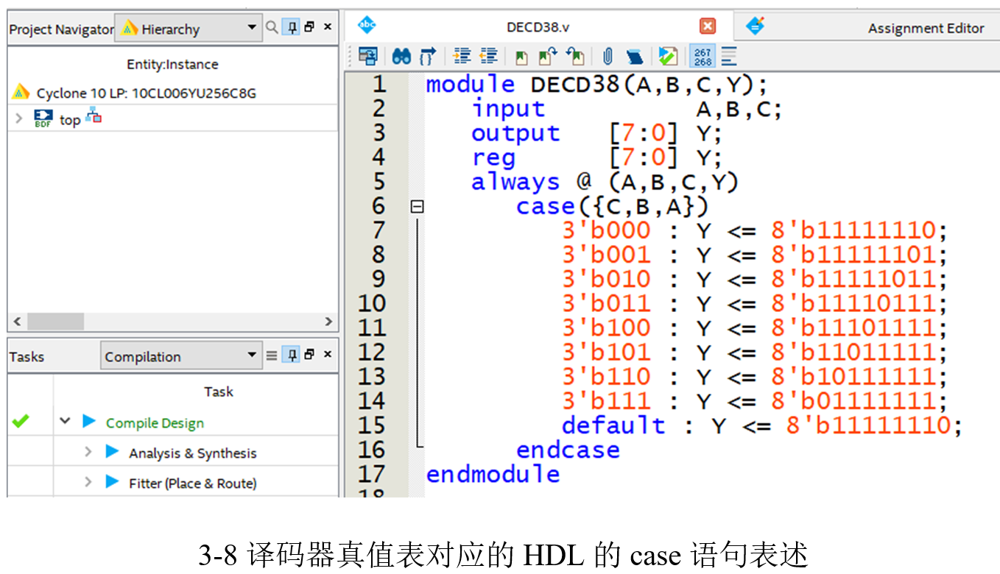 Project Navigator Hierarchy
Entity:Instance
Cyclone 10 LP: 10CL006YU256C8G
BDF top
Tasks Compilation
Task
Compile Design
Analysis & Synthesis
Fitter (Place & Route)
abc DECD38.v Assignment Editor
267
268
1 module DECD38(A,B,C,Y);
2 input A,B,C;
3 output [7:0] Y;
4 reg [7:0] Y;
5 always @ (A,B,C,Y)
6 case({C,B,A})
7 3'b000 : Y <= 8'b11111110;
8 3'b001 : Y <= 8'b11111101;
9 3'b010 : Y <= 8'b11111011;
10 3'b011 : Y <= 8'b11110111;
11 3'b100 : Y <= 8'b11101111;
12 3'b101 : Y <= 8'b11011111;
13 3'b110 : Y <= 8'b10111111;
14 3'b111 : Y <= 8'b01111111;
15 default : Y <= 8'b11111110;
16 endcase
17 endmodule
18
3-8 译码器真值表对应的 HDL 的 case 语句表述